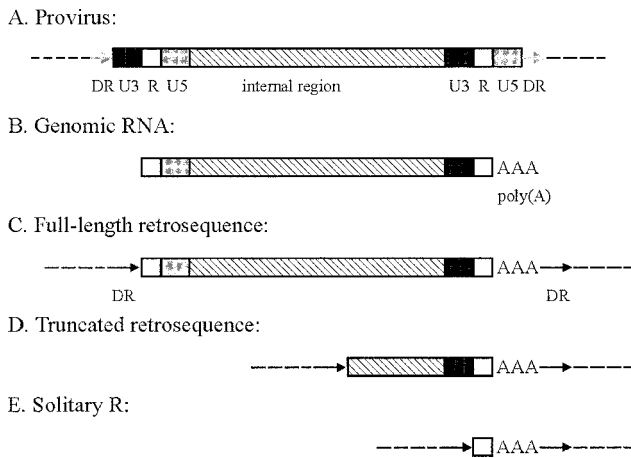 A. Provirus:
DR U3 R U5 internal region U3 R U5 DR
B. Genomic RNA:
AAA
poly(A)
C. Full-length retrosequence:
AAA
DR DR
D. Truncated retrosequence:
AAA
E. Solitary R:
AAA